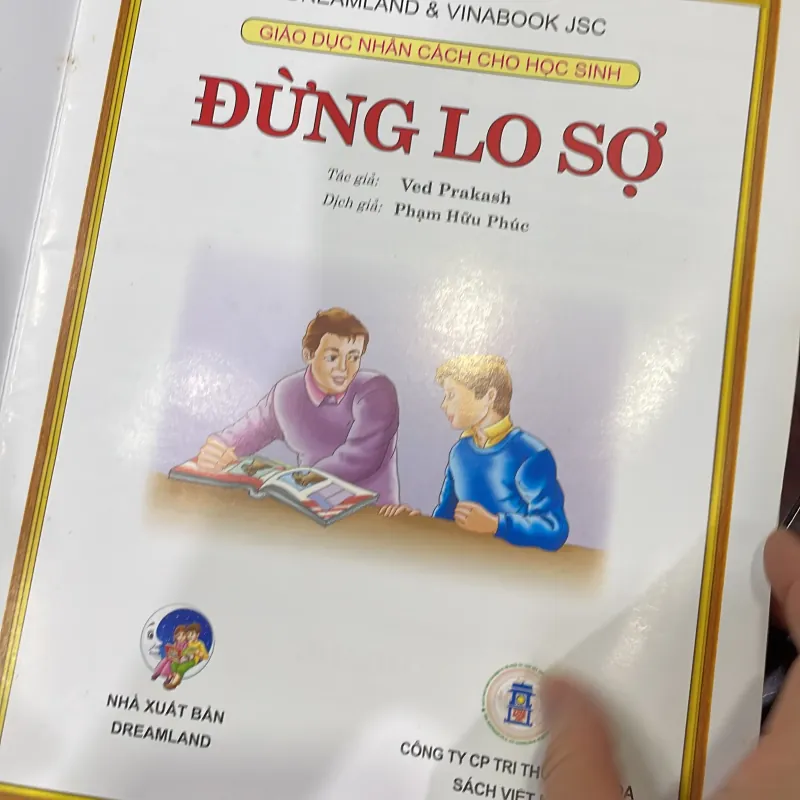 DREAMLAND & VINABOOK JSC
GIÁO DỤC NHÂN CÁCH CHO HỌC SINH
ĐỪNG LO SỢ
Tác giả: Ved Prakash
Dịch giả: Phạm Hữu Phúc
NHÀ XUẤT BẢN
DREAMLAND
CÔNG TY CP TRI
SÁCH VIỆT